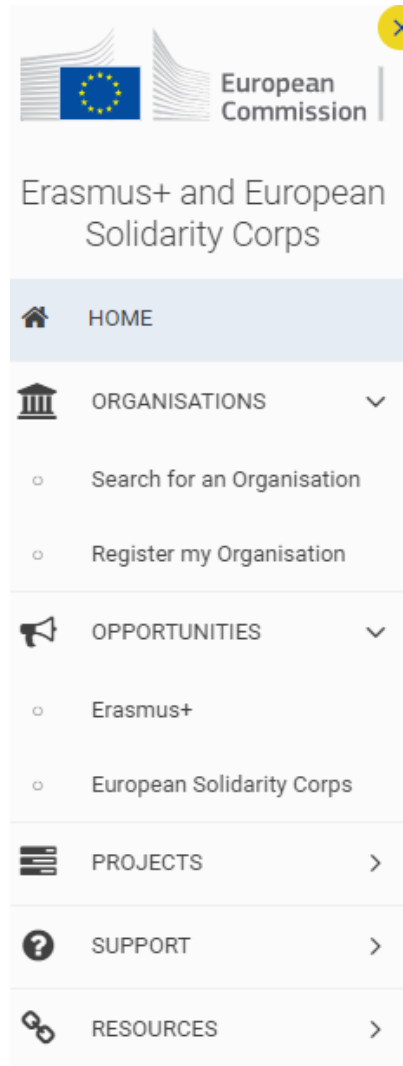 European
Commission
Erasmus+ and European
Solidarity Corps
HOME
ORGANISATIONS
Search for an Organisation
Register my Organisation
OPPORTUNITIES
Erasmus+
European Solidarity Corps
PROJECTS
SUPPORT
RESOURCES